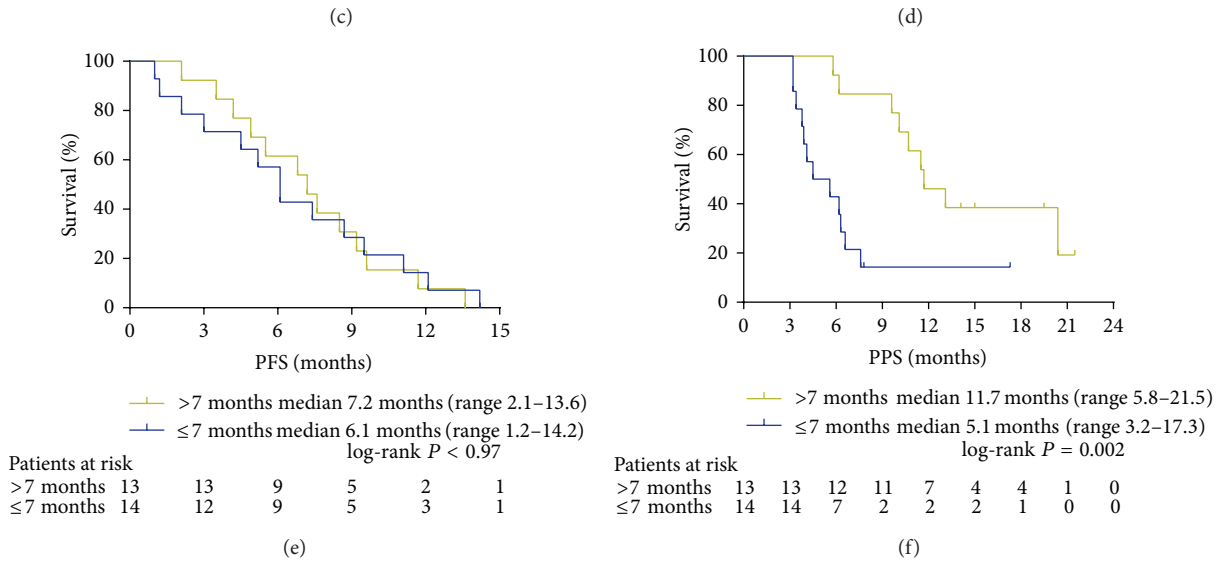 (c)
(d)
100
80
60
40
20
0
Survival (%)
0 3 6 9 12 15
PFS (months)
>7 months median 7.2 months (range 2.1–13.6)
≤7 months median 6.1 months (range 1.2–14.2)
log-rank P < 0.97
Patients at risk
>7 months 13 13 9 5 2 1
≤7 months 14 12 9 5 3 1
(e)
100
80
60
40
20
0
Survival (%)
0 3 6 9 12 15 18 21 24
PPS (months)
>7 months median 11.7 months (range 5.8–21.5)
≤7 months median 5.1 months (range 3.2–17.3)
log-rank P = 0.002
Patients at risk
>7 months 13 13 12 11 7 4 4 1 0
≤7 months 14 14 7 2 2 2 1 0 0
(f)